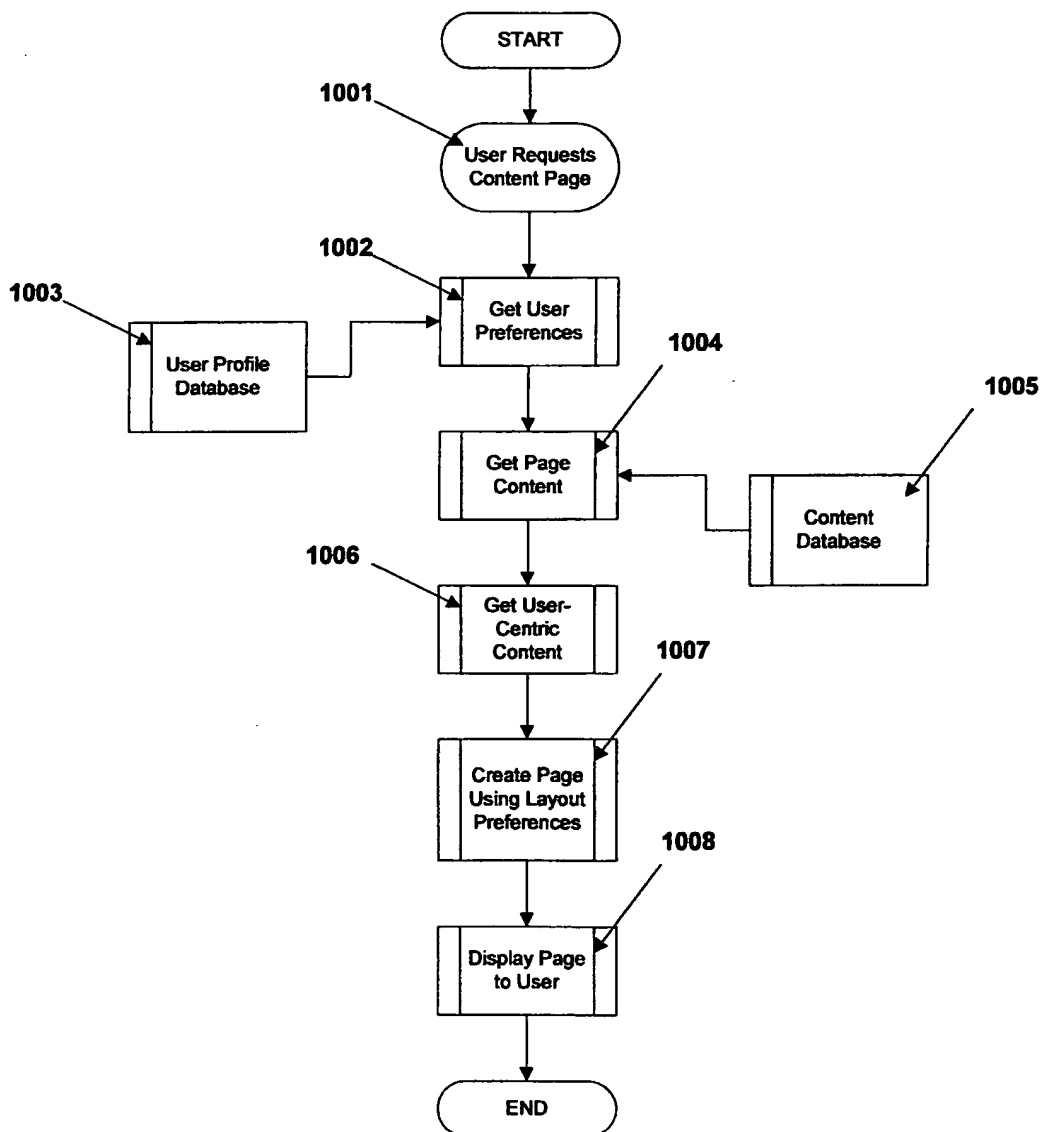 START
1001
User Requests
Content Page
1002
Get User
Preferences
1003
User Profile
Database
1004
Get Page
Content
1005
Content
Database
1006
Get User-
Centric
Content
1007
Create Page
Using Layout
Preferences
1008
Display Page
to User
END